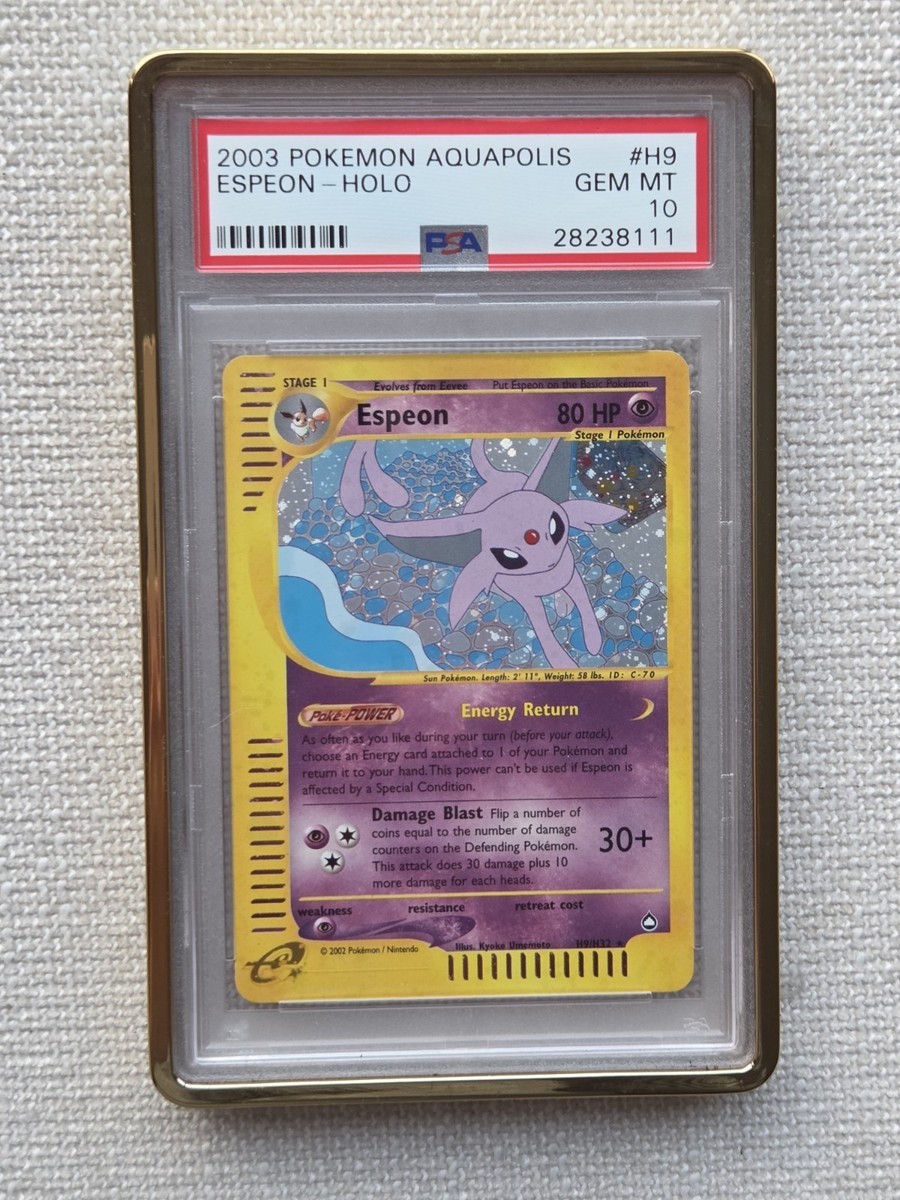 2003 POKEMON AQUAPOLIS #H9
ESPEON - HOLO GEM MT
10
PSA 28238111
STAGE 1 Evolves from Eevee Put Espeon on the Basic Pokémon
Espeon 80 HP
Stage 1 Pokémon
Sun Pokémon. Length: 2' 11", Weight: 58 lbs. ID: C-70
Poké-POWER Energy Return
As often as you like during your turn (before your attack),
choose an Energy card attached to 1 of your Pokémon and
return it to your hand. This power can't be used if Espeon is
affected by a Special Condition.
Damage Blast Flip a number of
coins equal to the number of damage
counters on the Defending Pokémon.
This attack does 30 damage plus 10
more damage for each heads.
30+
weakness resistance retreat cost
Illus. Kyoko Umemoto H9/H32 ★
© 2002 Pokémon / Nintendo
e